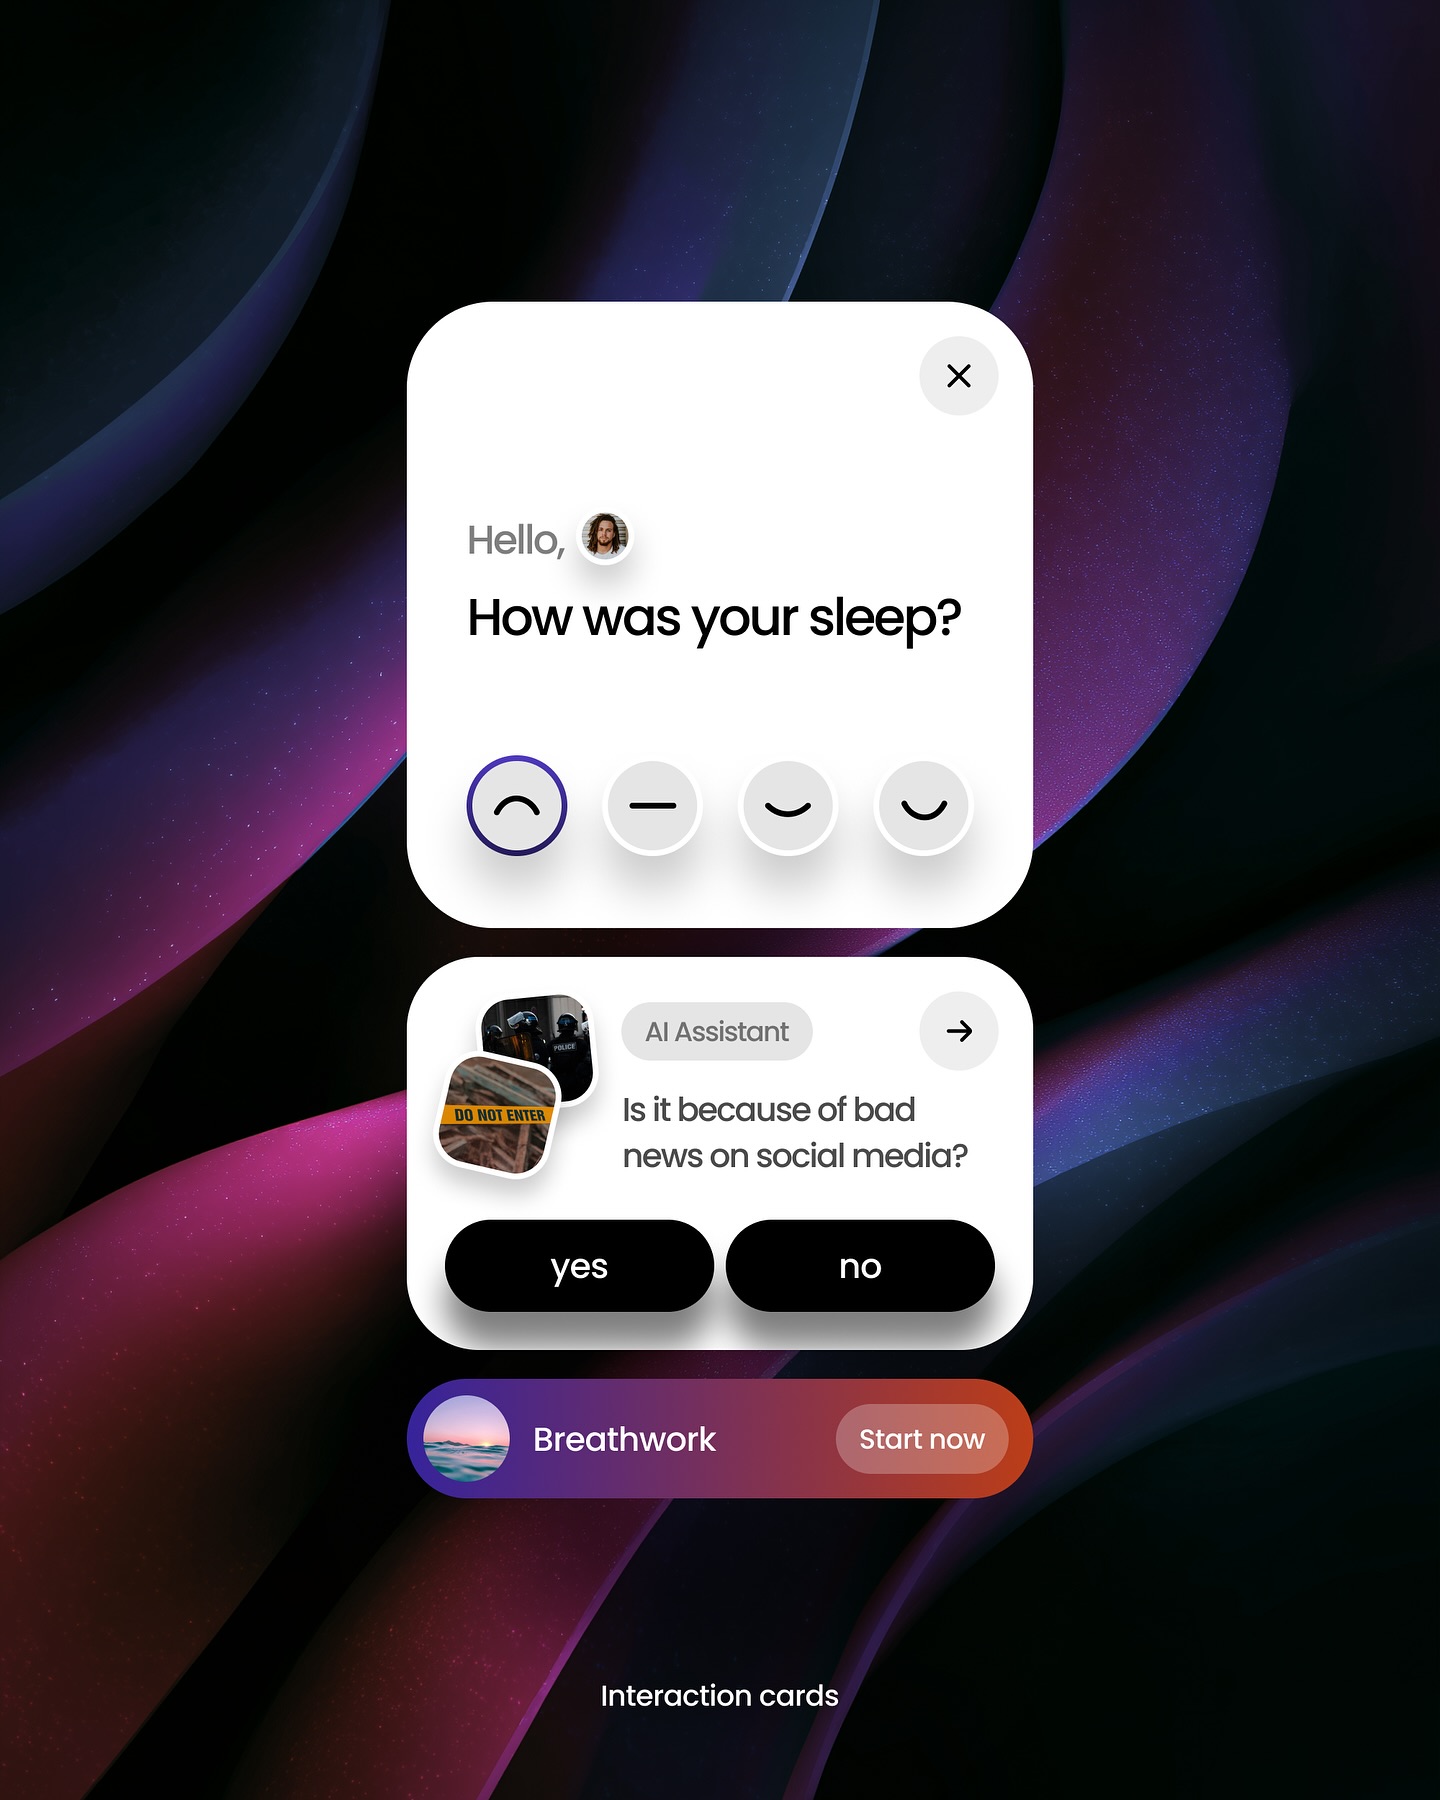 Hello,
How was your sleep?
AI Assistant
POLICE
DO NOT ENTER
Is it because of bad
news on social media?
yes
no
Breathwork
Start now
Interaction cards